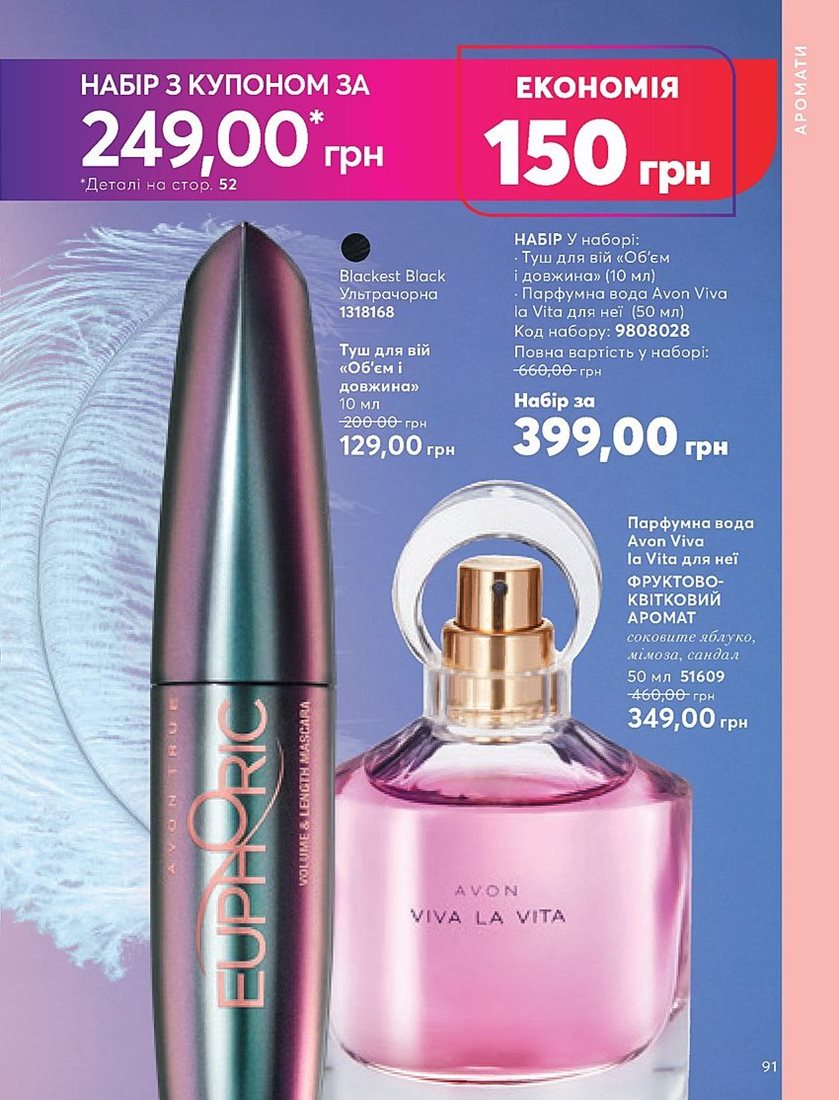 НАБІР З КУПОНОМ ЗА
249,00* грн
*Деталі на стор. 52
ЕКОНОМІЯ
150 грн
АРОМАТИ
Blackest Black
Ультрачорна
1318168
Туш для вій
«Об'єм і
довжина»
10 мл
200,00 грн
129,00 грн
НАБІР У наборі:
· Туш для вій «Об'єм
і довжина» (10 мл)
· Парфумна вода Avon Viva
la Vita для неї (50 мл)
Код набору: 9808028
Повна вартість у наборі:
660,00 грн
Набір за
399,00 грн
Парфумна вода
Avon Viva
la Vita для неї
ФРУКТОВО-
КВІТКОВИЙ
АРОМАТ
соковите яблуко,
мімоза, сандал
50 мл 51609
460,00 грн
349,00 грн
AVON TRUE
EUPHORIC
VOLUME & LENGTH MASCARA
AVON
VIVA LA VITA
91